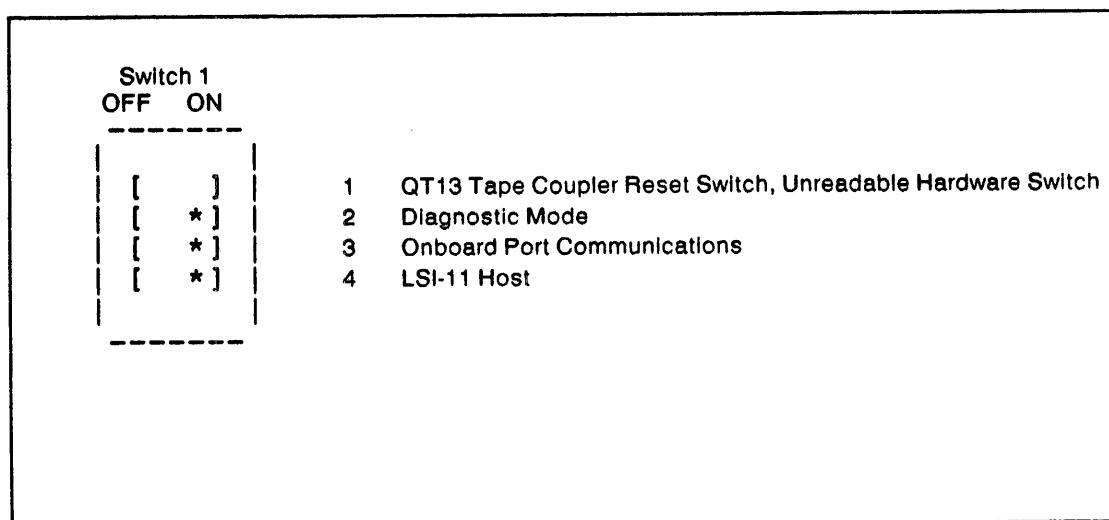 Switch 1
OFF ON
-------
[ ] 1 QT13 Tape Coupler Reset Switch, Unreadable Hardware Switch
[ *] 2 Diagnostic Mode
[ *] 3 Onboard Port Communications
[ *] 4 LSI-11 Host
-------